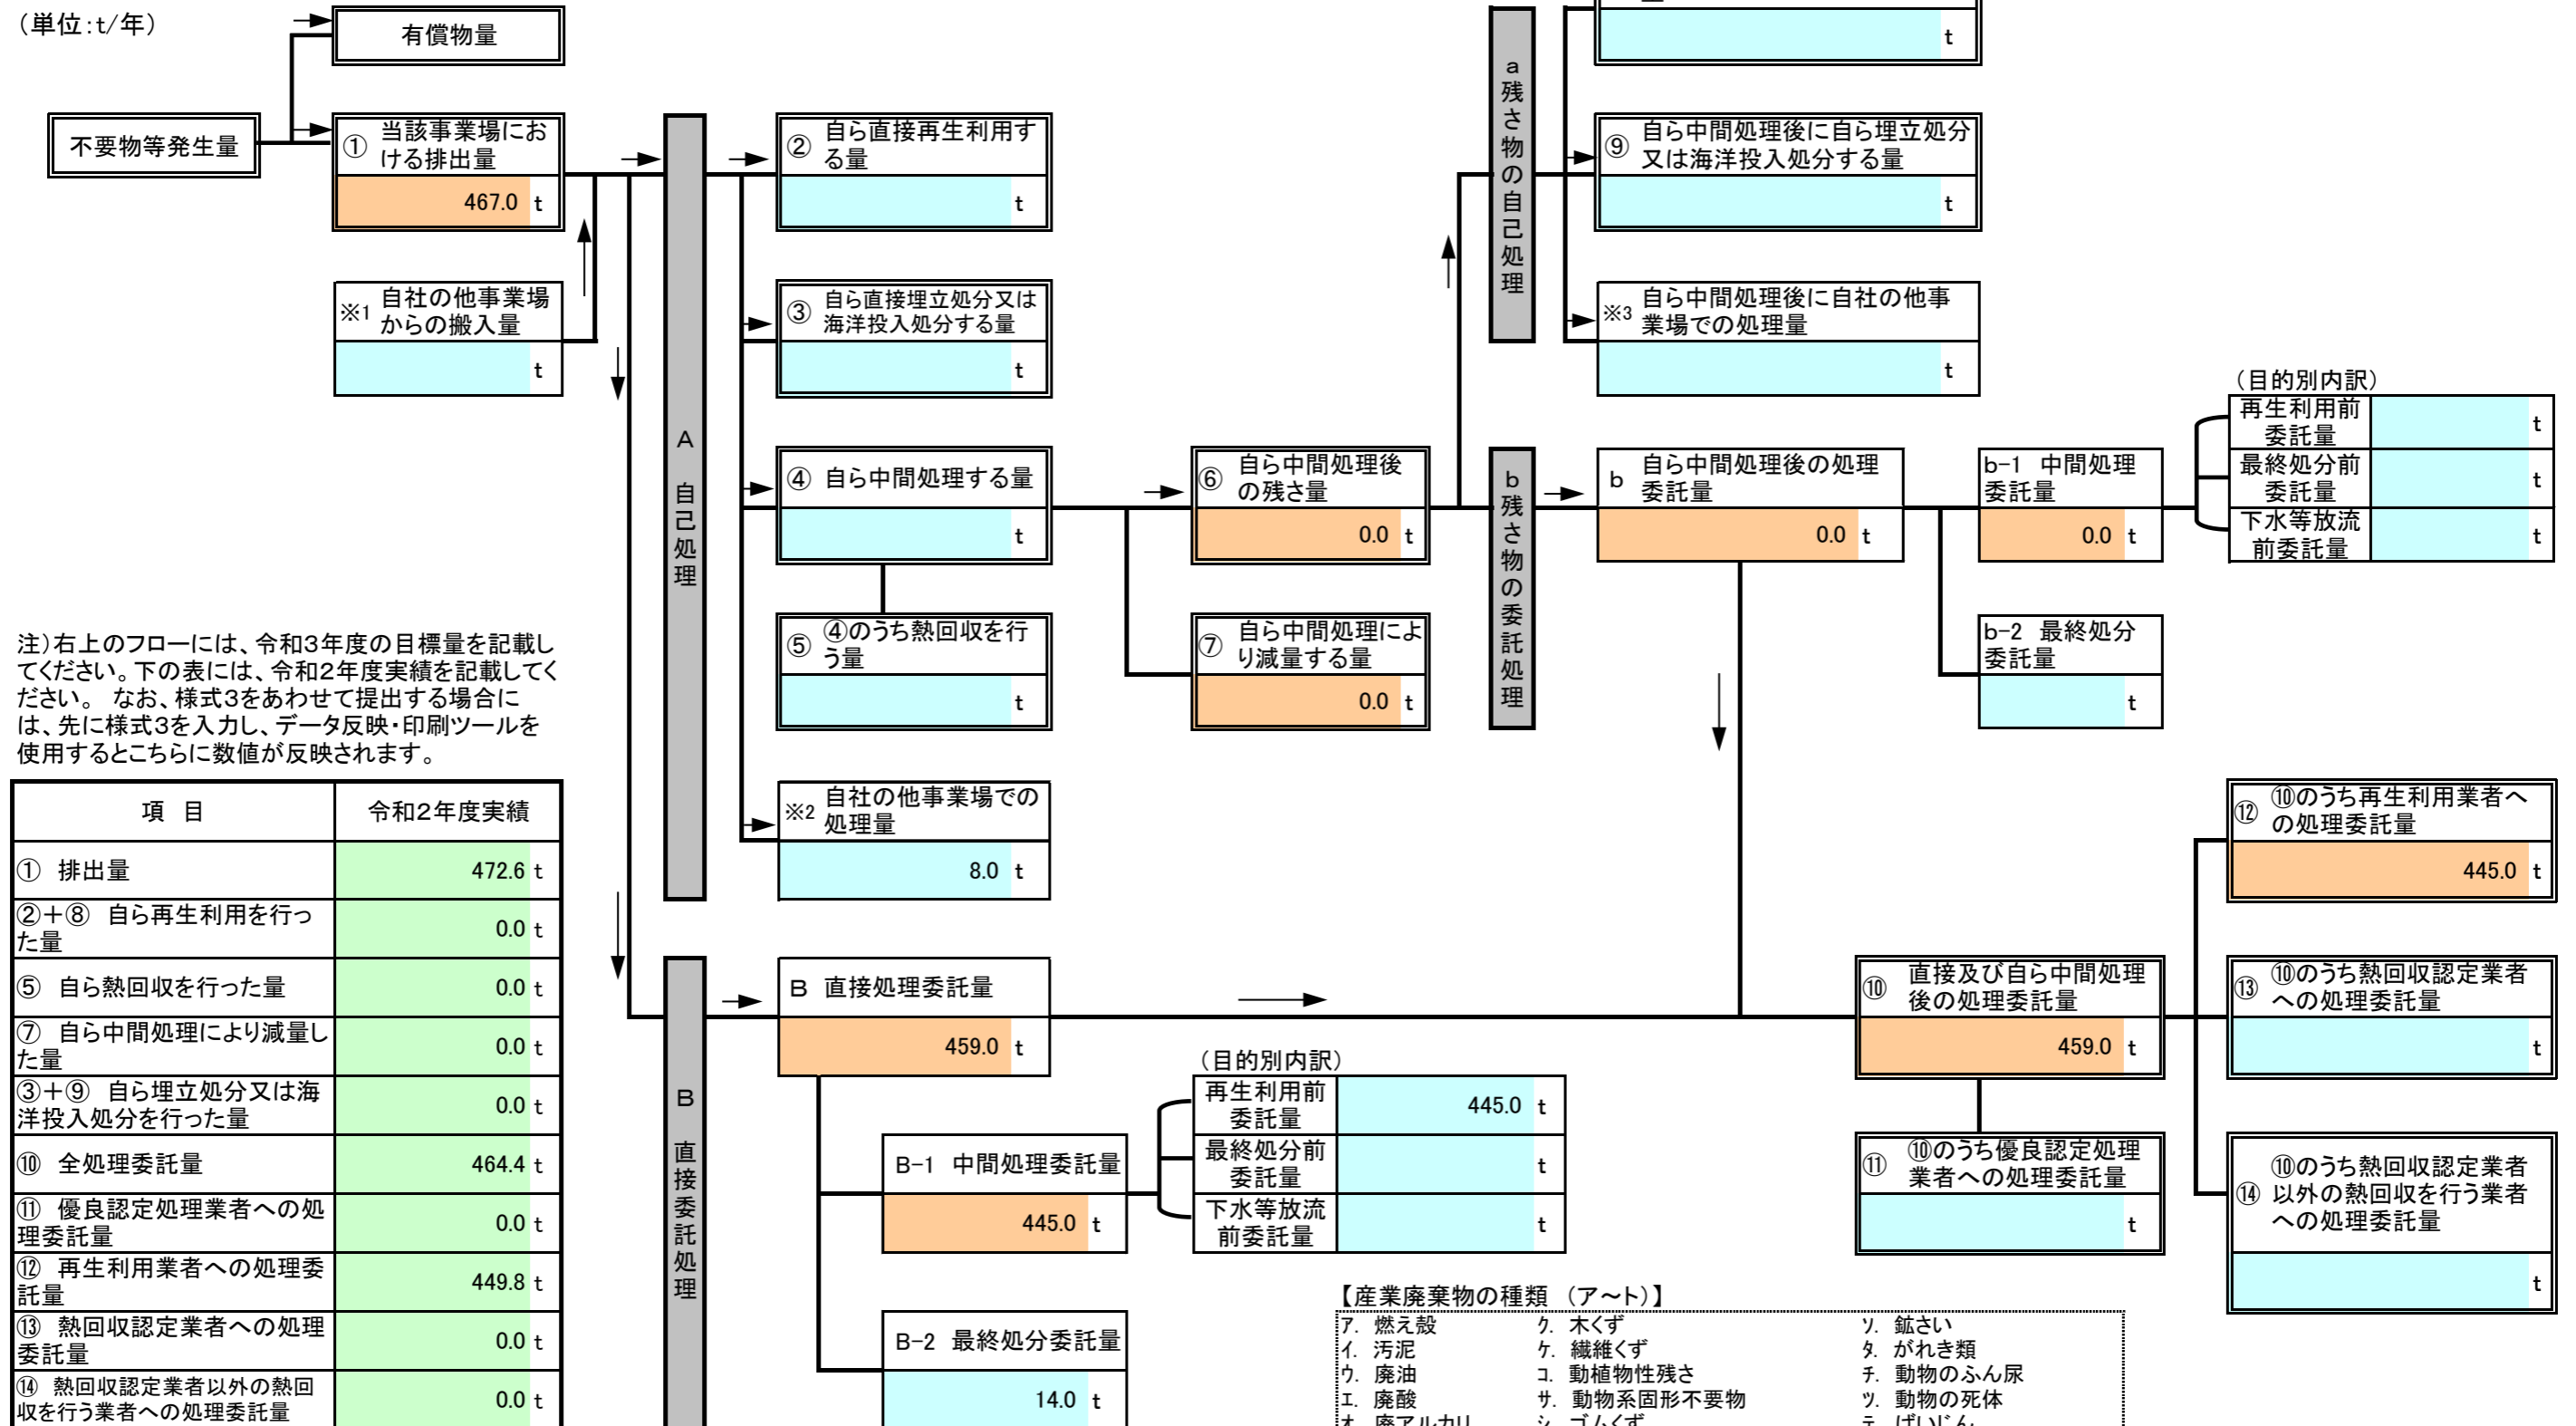 （単位：t/年）
有償物量
不要物等発生量
① 当該事業場にお
ける排出量
467.0 t
※1 自社の他事業場
からの搬入量
t
A 自己処理
② 自ら直接再生利用す
る量
t
③ 自ら直接埋立処分又は
海洋投入処分する量
t
④ 自ら中間処理する量
t
⑤ ④のうち熱回収を行
う量
t
※2 自社の他事業場での
処理量
8.0 t
⑥ 自ら中間処理後
の残さ量
0.0 t
⑦ 自ら中間処理によ
り減量する量
0.0 t
a 残さ物の自己処理
t
⑨ 自ら中間処理後に自ら埋立処分
又は海洋投入処分する量
t
※3 自ら中間処理後に自社の他事
業場での処理量
t
b 残さ物の委託処理
b 自ら中間処理後の処理
委託量
0.0 t
b-1 中間処理
委託量
0.0 t
（目的別内訳）
再生利用前
委託量
t
最終処分前
委託量
t
下水等放流
前委託量
t
b-2 最終処分
委託量
t
注）右上のフローには、令和３年度の目標量を記載し
てください。下の表には、令和２年度実績を記載してく
ださい。 なお、様式３をあわせて提出する場合に
は、先に様式３を入力し、データ反映・印刷ツールを
使用するとこちらに数値が反映されます。
項 目 令和２年度実績
① 排出量 472.6 t
②＋⑧ 自ら再生利用を行っ
た量 0.0 t
⑤ 自ら熱回収を行った量 0.0 t
⑦ 自ら中間処理により減量し
た量 0.0 t
③＋⑨ 自ら埋立処分又は海
洋投入処分を行った量 0.0 t
⑩ 全処理委託量 464.4 t
⑪ 優良認定処理業者への処
理委託量 0.0 t
⑫ 再生利用業者への処理委
託量 449.8 t
⑬ 熱回収認定業者への処理
委託量 0.0 t
⑭ 熱回収認定業者以外の熱回
収を行う業者への処理委託量 0.0 t
B 直接委託処理
B 直接処理委託量
459.0 t
B-1 中間処理委託量
445.0 t
（目的別内訳）
再生利用前
委託量
445.0 t
最終処分前
委託量
t
下水等放流
前委託量
t
B-2 最終処分委託量
14.0 t
⑩ 直接及び自ら中間処理
後の処理委託量
459.0 t
⑪ ⑩のうち優良認定処理
業者への処理委託量
t
⑫ ⑩のうち再生利用業者へ
の処理委託量
445.0 t
⑬ ⑩のうち熱回収認定業者
への処理委託量
t
⑭ ⑩のうち熱回収認定業者
以外の熱回収を行う業者
への処理委託量
t
【産業廃棄物の種類 （ア～ト）】
ｱ. 燃え殻 ｸ. 木くず ｿ. 鉱さい
ｲ. 汚泥 ｹ. 繊維くず ﾀ. がれき類
ｳ. 廃油 ｺ. 動植物性残さ ﾁ. 動物のふん尿
ｴ. 廃酸 ｻ. 動物系固形不要物 ﾂ. 動物の死体
ｵ. 廃アルカリ ｼ. ゴムくず ﾃ. ばいじん